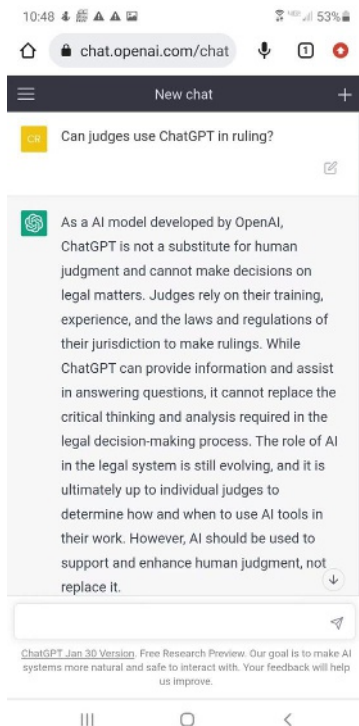 10:48
53%
chat.openai.com/chat
1
New chat
CR
Can judges use ChatGPT in ruling?
As a AI model developed by OpenAI,
ChatGPT is not a substitute for human
judgment and cannot make decisions on
legal matters. Judges rely on their training,
experience, and the laws and regulations of
their jurisdiction to make rulings. While
ChatGPT can provide information and assist
in answering questions, it cannot replace the
critical thinking and analysis required in the
legal decision-making process. The role of AI
in the legal system is still evolving, and it is
ultimately up to individual judges to
determine how and when to use AI tools in
their work. However, AI should be used to
support and enhance human judgment, not
replace it.
ChatGPT Jan 30 Version. Free Research Preview. Our goal is to make AI
systems more natural and safe to interact with. Your feedback will help
us improve.